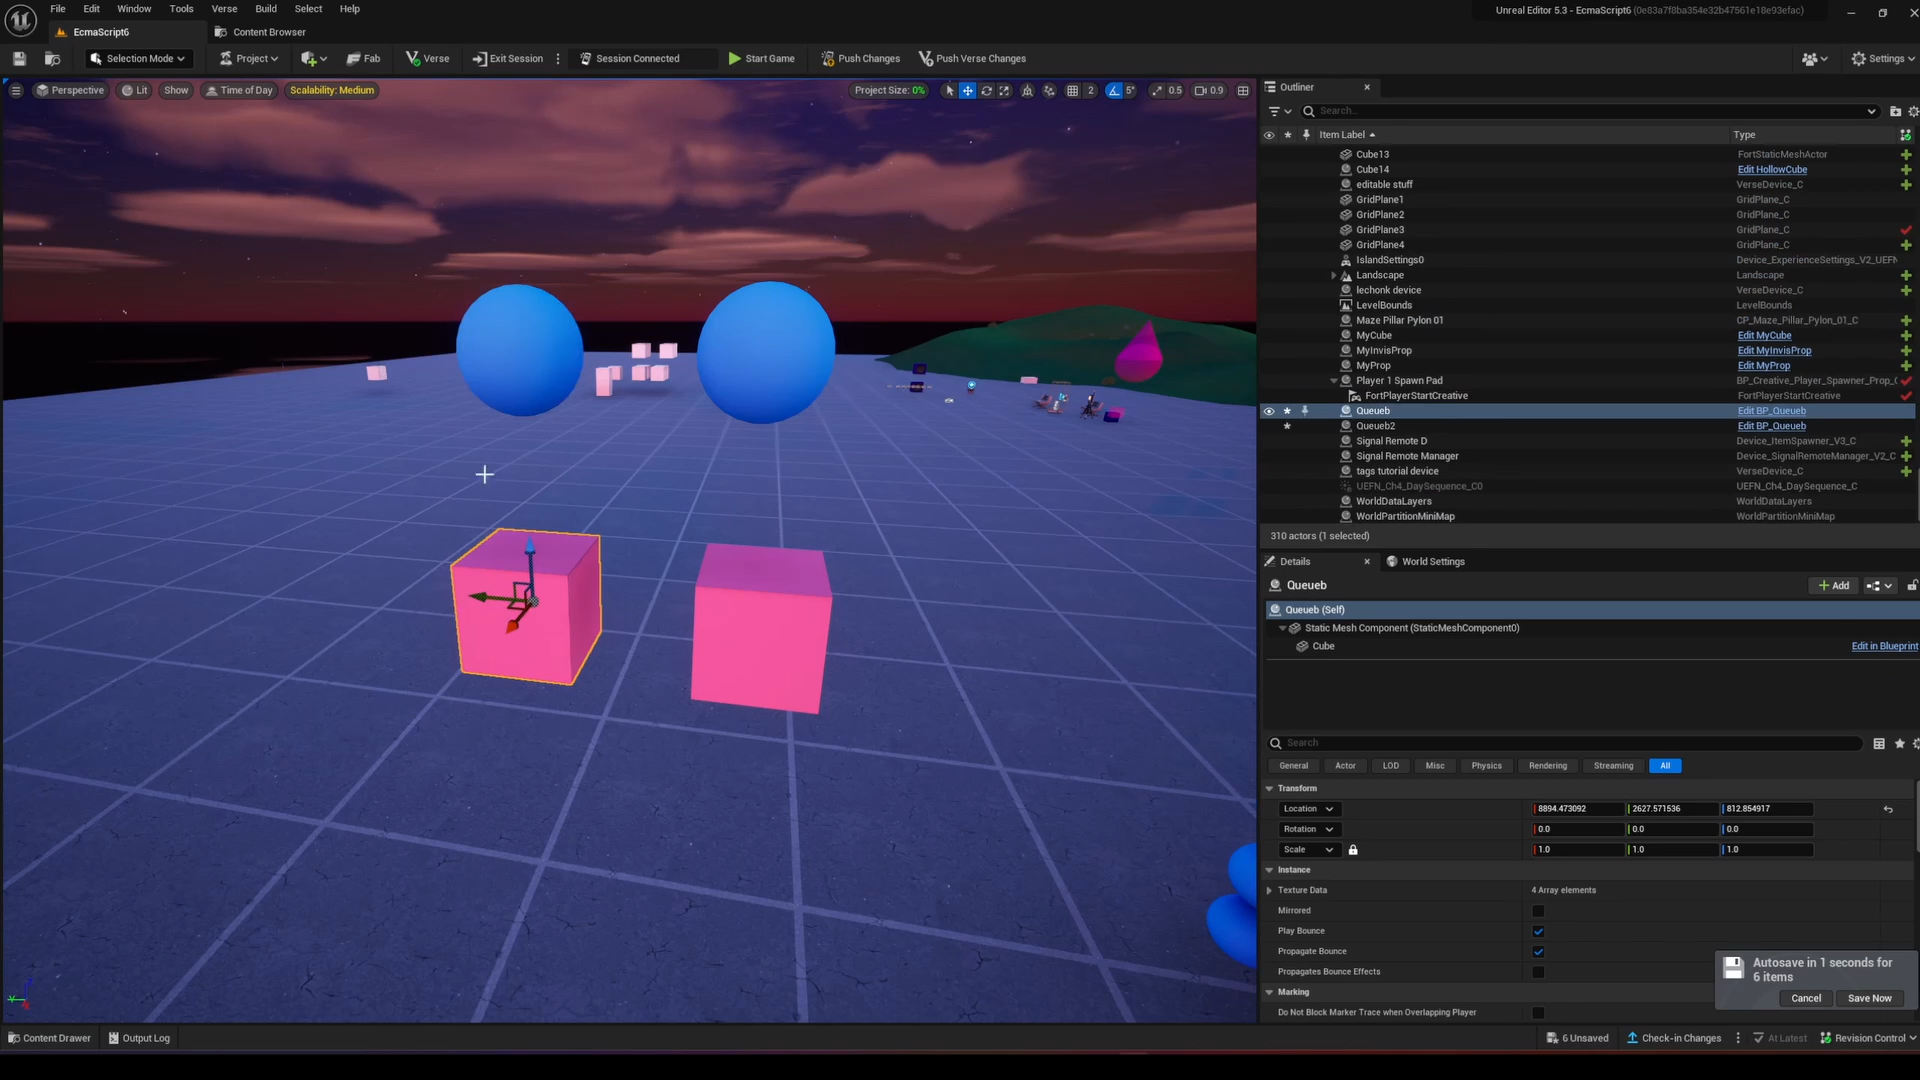 File Edit Window Tools Verse Build Select Help
Unreal Editor 5.3 - EcmaScript6 (0e83a7f8ba354e32b47561e18e93efac)
EcmaScript6 Content Browser
Selection Mode Project Fab Verse Exit Session Session Connected Start Game Push Changes Push Verse Changes Settings
Perspective Lit Show Time of Day Scalability: Medium Project Size: 0% 2 5° 0.5 0.9
Outliner
Search...
Item Label Type
Cube13 FortStaticMeshActor
Cube14 Edit HollowCube
editable stuff VerseDevice_C
GridPlane1 GridPlane_C
GridPlane2 GridPlane_C
GridPlane3 GridPlane_C
GridPlane4 GridPlane_C
IslandSettings0 Device_ExperienceSettings_V2_UEFN
Landscape Landscape
lechonk device VerseDevice_C
LevelBounds LevelBounds
Maze Pillar Pylon 01 CP_Maze_Pillar_Pylon_01_C
MyCube Edit MyCube
MyInvisProp Edit MyInvisProp
MyProp Edit MyProp
Player 1 Spawn Pad BP_Creative_Player_Spawner_Prop_C
FortPlayerStartCreative FortPlayerStartCreative
Queueb Edit BP_Queueb
Queueb2 Edit BP_Queueb
Signal Remote D Device_ItemSpawner_V3_C
Signal Remote Manager Device_SignalRemoteManager_V2_C
tags tutorial device VerseDevice_C
UEFN_Ch4_DaySequence_C0 UEFN_Ch4_DaySequence_C
WorldDataLayers WorldDataLayers
WorldPartitionMiniMap WorldPartitionMiniMap
310 actors (1 selected)
Details World Settings
Queueb Add
Queueb (Self)
Static Mesh Component (StaticMeshComponent0)
Cube Edit in Blueprint
Search
General Actor LOD Misc Physics Rendering Streaming All
Transform
Location 8894.473092 2627.571536 812.854917
Rotation 0.0 0.0 0.0
Scale 1.0 1.0 1.0
Instance
Texture Data 4 Array elements
Mirrored
Play Bounce
Propagate Bounce
Propagates Bounce Effects
Marking
Do Not Block Marker Trace when Overlapping Player
Autosave in 1 seconds for
6 items
Cancel Save Now
Content Drawer Output Log 6 Unsaved Check-in Changes At Latest Revision Control